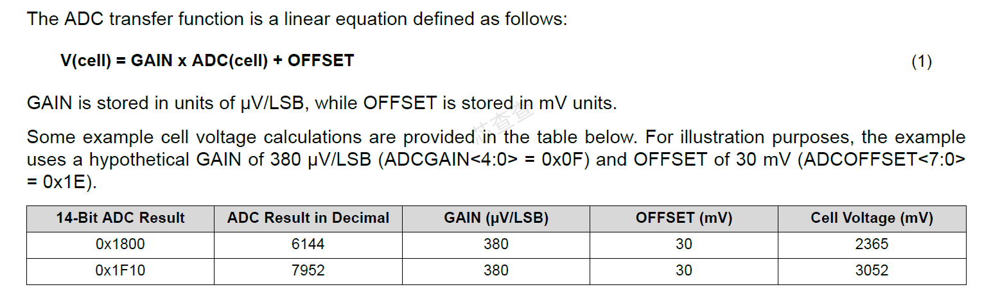 The ADC transfer function is a linear equation defined as follows:
V(cell) = GAIN x ADC(cell) + OFFSET (1)
GAIN is stored in units of µV/LSB, while OFFSET is stored in mV units.
芯查查
Some example cell voltage calculations are provided in the table below. For illustration purposes, the example
uses a hypothetical GAIN of 380 µV/LSB (ADCGAIN<4:0> = 0x0F) and OFFSET of 30 mV (ADCOFFSET<7:0>
= 0x1E).
14-Bit ADC Result ADC Result in Decimal GAIN (µV/LSB) OFFSET (mV) Cell Voltage (mV)
0x1800 6144 380 30 2365
0x1F10 7952 380 30 3052